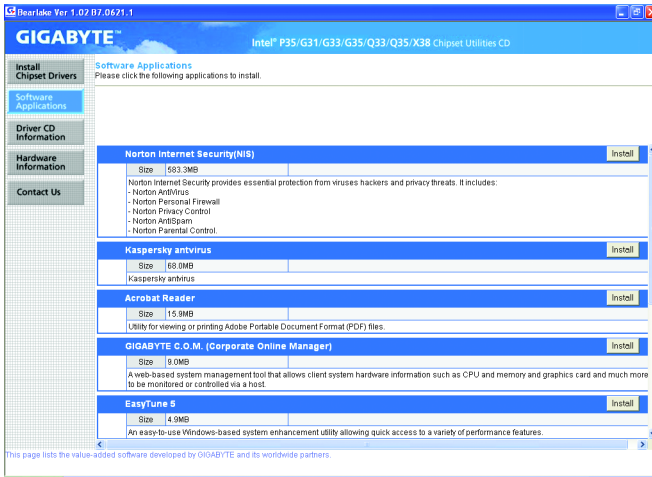 Bearlake Ver 1.02 B7.0621.1
GIGABYTE™
Intel® P35/G31/G33/G35/Q33/Q35/X38 Chipset Utilities CD
Install
Chipset Drivers
Software
Applications
Driver CD
Information
Hardware
Information
Contact Us
Software Applications
Please click the following applications to install.
Norton Internet Security(NIS) Install
Size 583.3MB
Norton Internet Security provides essential protection from viruses hackers and privacy threats. It includes:
- Norton AntiVirus
- Norton Personal Firewall
- Norton Privacy Control
- Norton AntiSpam
- Norton Parental Control.
Kaspersky antvirus Install
Size 68.0MB
Kaspersky antvirus
Acrobat Reader Install
Size 15.9MB
Utility for viewing or printing Adobe Portable Document Format (PDF) files.
GIGABYTE C.O.M. (Corporate Online Manager) Install
Size 9.0MB
A web-based system management tool that allows client system hardware information such as CPU and memory and graphics card and much more
to be monitored or controlled via a host.
EasyTune 5 Install
Size 4.9MB
An easy-to-use Windows-based system enhancement utility allowing quick access to a variety of performance features.
This page lists the value-added software developed by GIGABYTE and its worldwide partners.